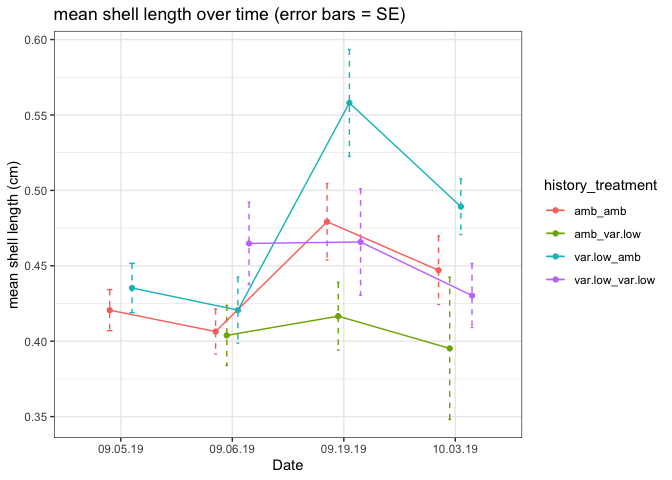 mean shell length over time (error bars = SE)
0.60
0.55
0.50
0.45
0.40
0.35
mean shell length (cm)
09.05.19
09.06.19
09.19.19
10.03.19
Date
history_treatment
amb_amb
amb_var.low
var.low_amb
var.low_var.low